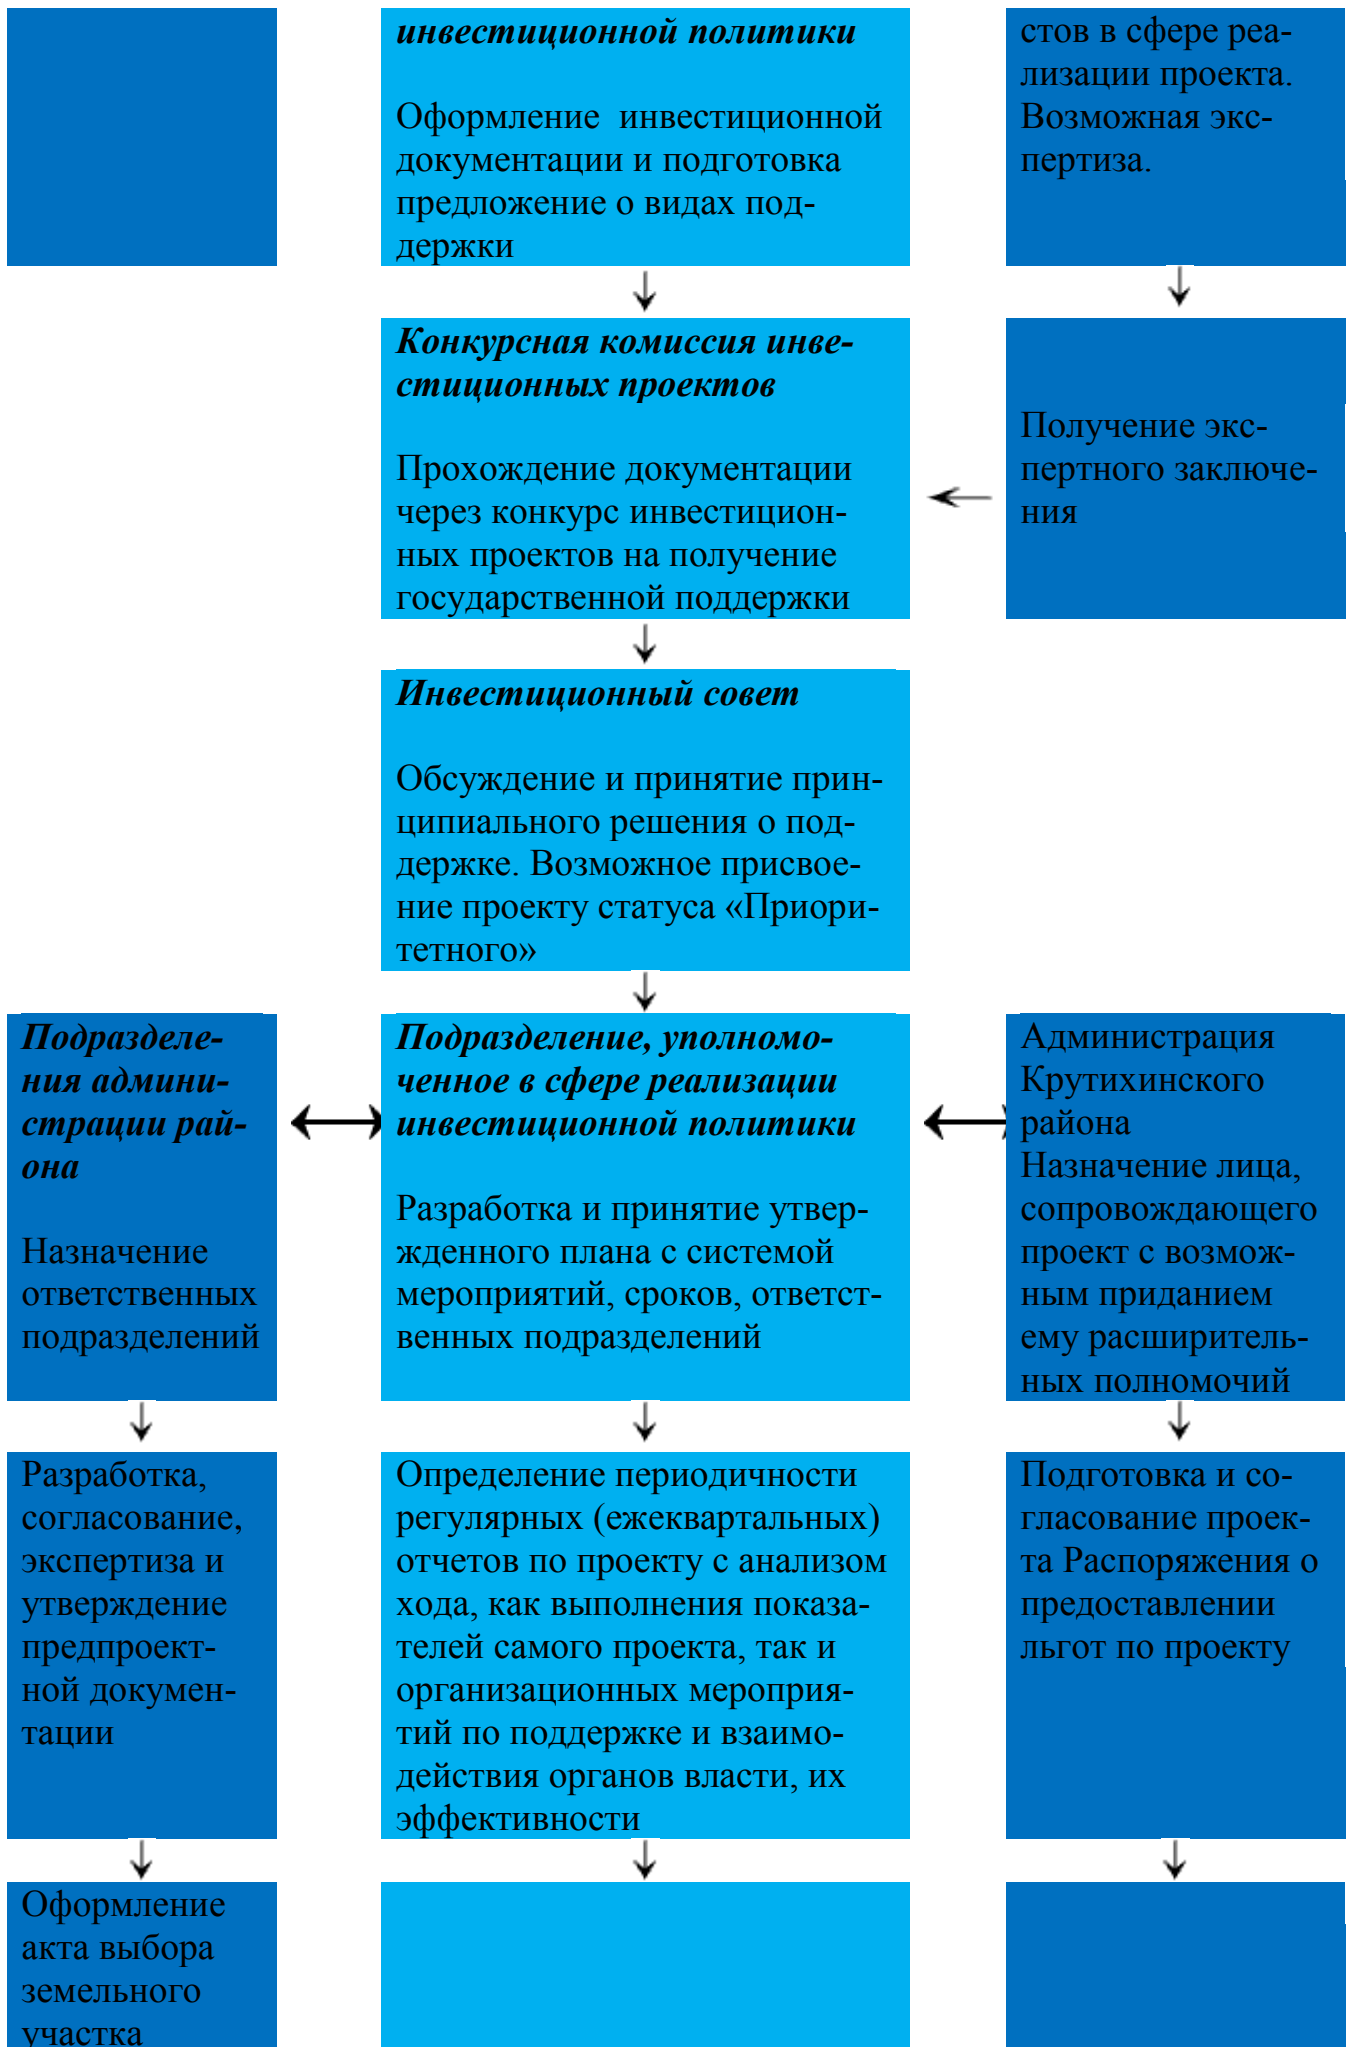 инвестиционной политики
Оформление  инвестиционной
документации и подготовка
предложение о видах под-
держки
стов в сфере реа-
лизации проекта.
Возможная экс-
пертиза.
Конкурсная комиссия инве-
стиционных проектов
Прохождение документации
через конкурс инвестицион-
ных проектов на получение
государственной поддержки
Получение экс-
пертного заключе-
ния
Инвестиционный совет
Обсуждение и принятие прин-
ципиального решения о под-
держке. Возможное присвое-
ние проекту статуса «Приори-
тетного»
Подразделе-
ния админи-
страции рай-
она
Назначение
ответственных
подразделений
Подразделение, уполномо-
ченное в сфере реализации
инвестиционной политики
Разработка и принятие утвер-
жденного плана с системой
мероприятий, сроков, ответст-
венных подразделений
Администрация
Крутихинского
района
Назначение лица,
сопровождающего
проект с возмож-
ным приданием
ему расширитель-
ных полномочий
Разработка,
согласование,
экспертиза и
утверждение
предпроект-
ной докумен-
тации
Определение периодичности
регулярных (ежеквартальных)
отчетов по проекту с анализом
хода, как выполнения показа-
телей самого проекта, так и
организационных мероприя-
тий по поддержке и взаимо-
действия органов власти, их
эффективности
Подготовка и со-
гласование проек-
та Распоряжения о
предоставлении
льгот по проекту
Оформление
акта выбора
земельного
участка